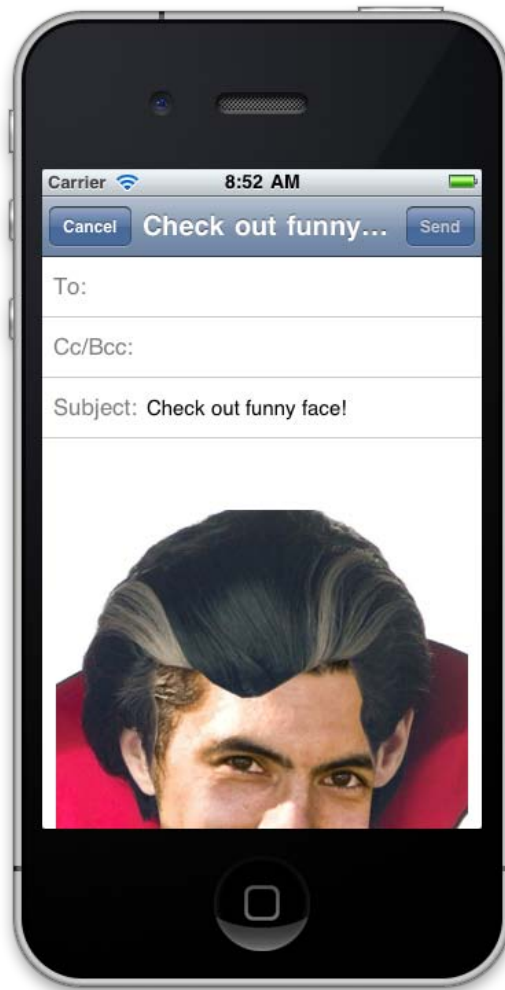 Carrier 8:52 AM
Cancel Check out funny... Send
To:
Cc/Bcc:
Subject: Check out funny face!